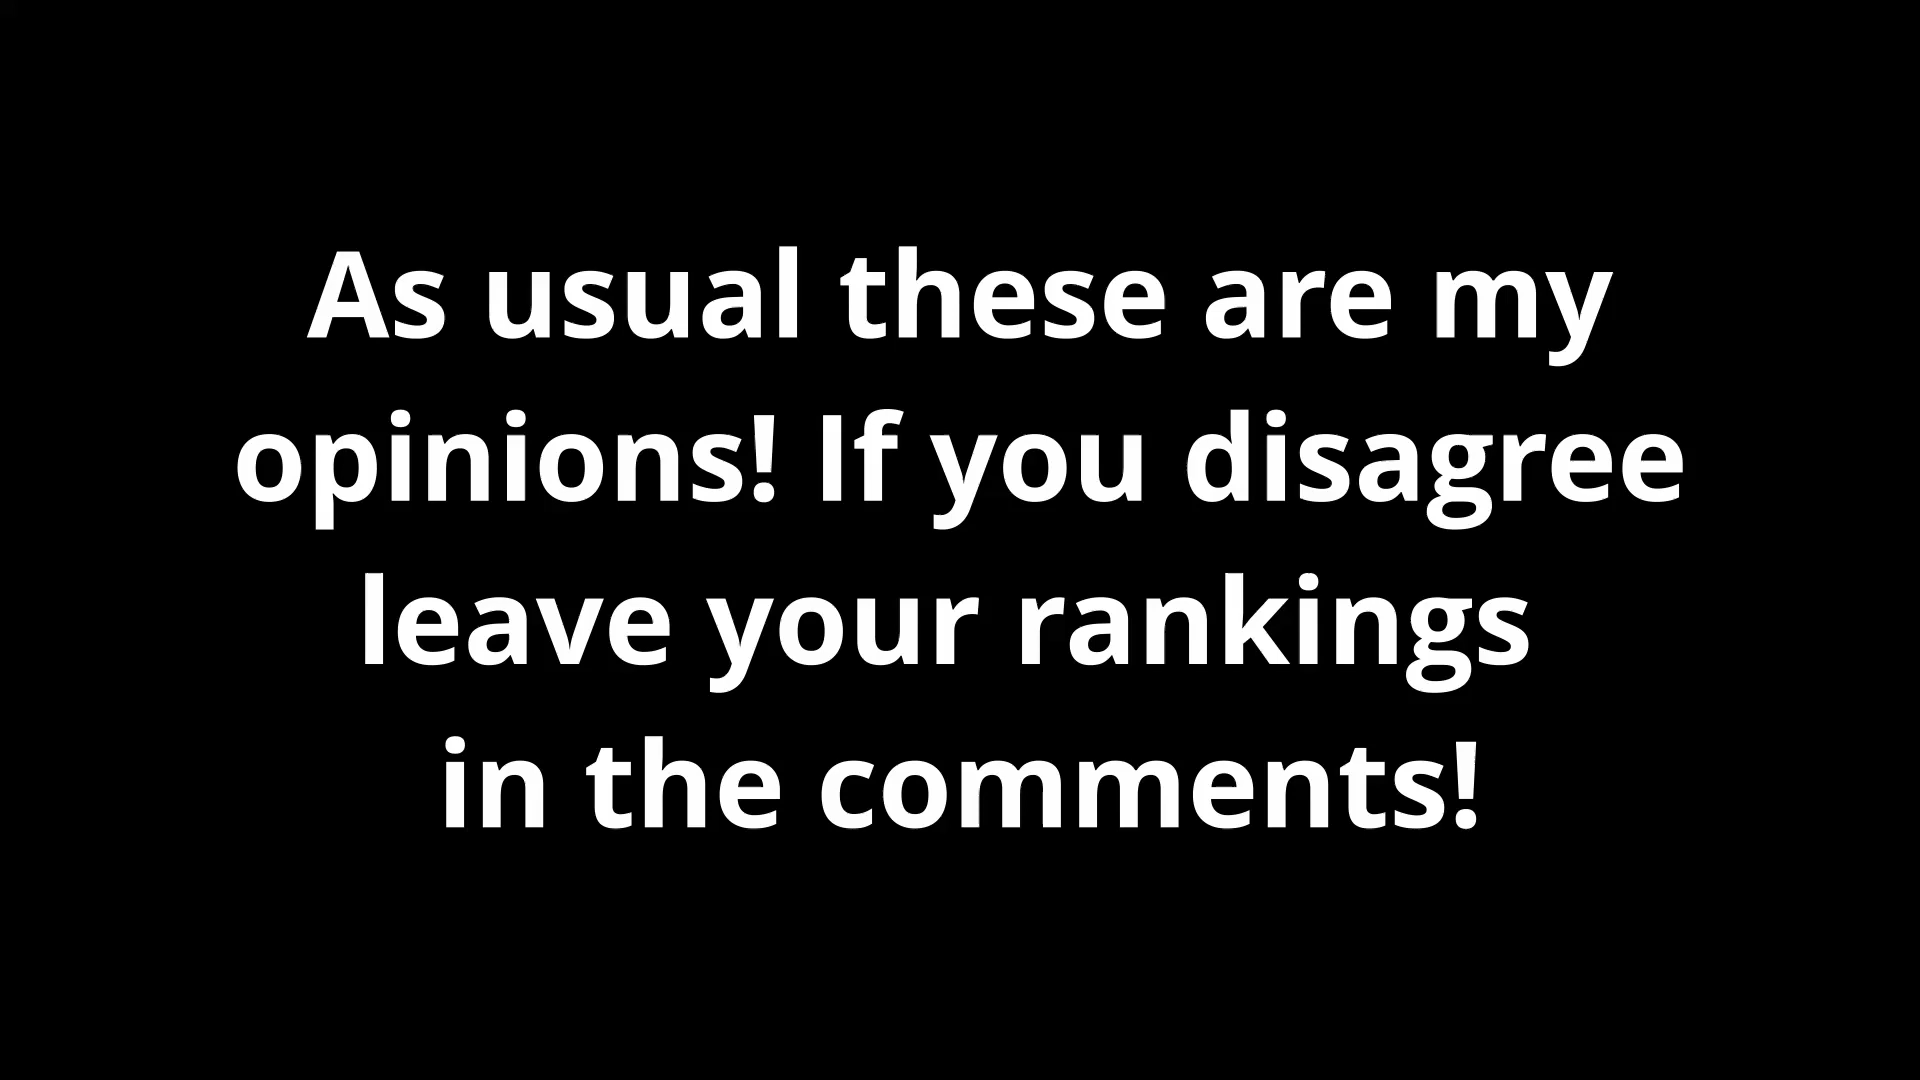 As usual these are my
opinions! If you disagree
leave your rankings
in the comments!